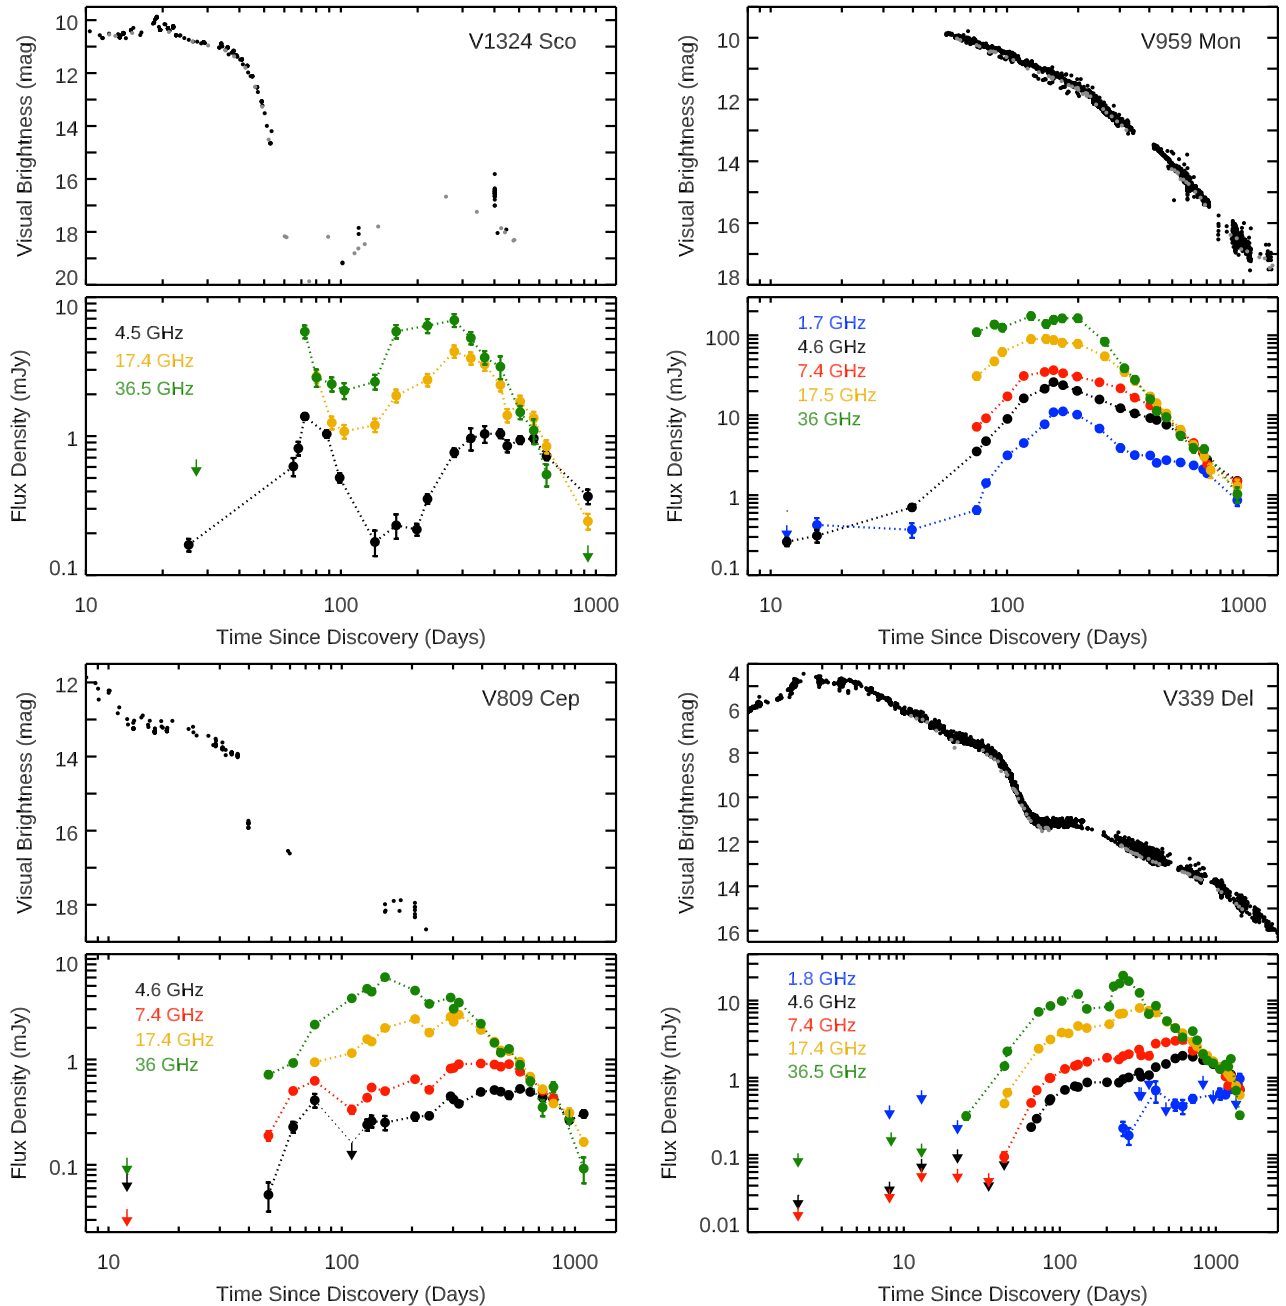 V1324 Sco
Visual Brightness (mag)
10
12
14
16
18
20
4.5 GHz
17.4 GHz
36.5 GHz
Flux Density (mJy)
10
1
0.1
10 100 1000
Time Since Discovery (Days)
V959 Mon
Visual Brightness (mag)
10
12
14
16
18
1.7 GHz
4.6 GHz
7.4 GHz
17.5 GHz
36 GHz
Flux Density (mJy)
100
10
1
0.1
10 100 1000
Time Since Discovery (Days)
V809 Cep
Visual Brightness (mag)
12
14
16
18
4.6 GHz
7.4 GHz
17.4 GHz
36 GHz
Flux Density (mJy)
10
1
0.1
10 100 1000
Time Since Discovery (Days)
V339 Del
Visual Brightness (mag)
4
6
8
10
12
14
16
1.8 GHz
4.6 GHz
7.4 GHz
17.4 GHz
36.5 GHz
Flux Density (mJy)
10
1
0.1
0.01
10 100 1000
Time Since Discovery (Days)